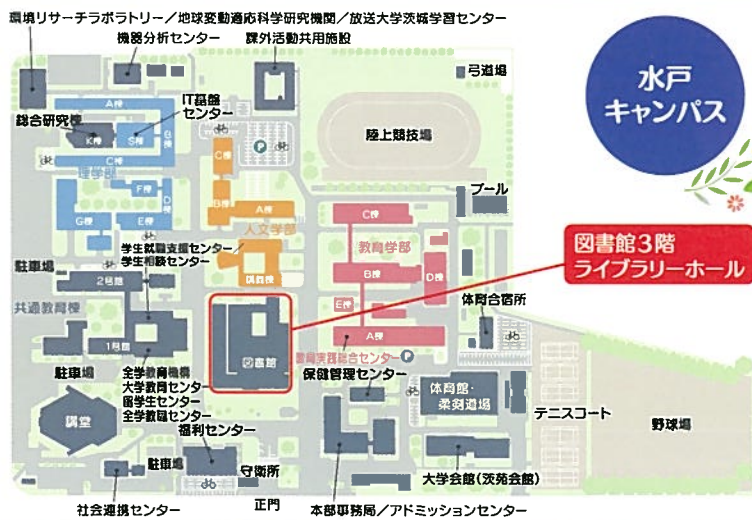 環境リサーチラボラトリー／地球変動適応科学研究機関／放送大学茨城学習センター
機器分析センター
課外活動共用施設
弓道場
水戸
キャンパス
A棟
IT基盤
センター
総合研究棟
K棟
S棟
B棟
C棟
理学部
陸上競技場
P
C棟
F棟
D棟
プール
B棟
A棟
C棟
G棟
E棟
人文学部
教育学部
図書館3階
ライブラリーホール
学生就職支援センター
学生相談センター
駐車場
2号館
B棟
D棟
共通教育棟
E棟
体育合宿所
1号館
図書館
A棟
教育実践総合センター
P
駐車場
全学教育機構
大学教育センター
留学生センター
全学教職センター
保健管理センター
体育館・
柔剣道場
テニスコート
講堂
福利センター
野球場
駐車場
守衛所
大学会館(茨苑会館)
正門
社会連携センター
本部事務局／アドミッションセンター